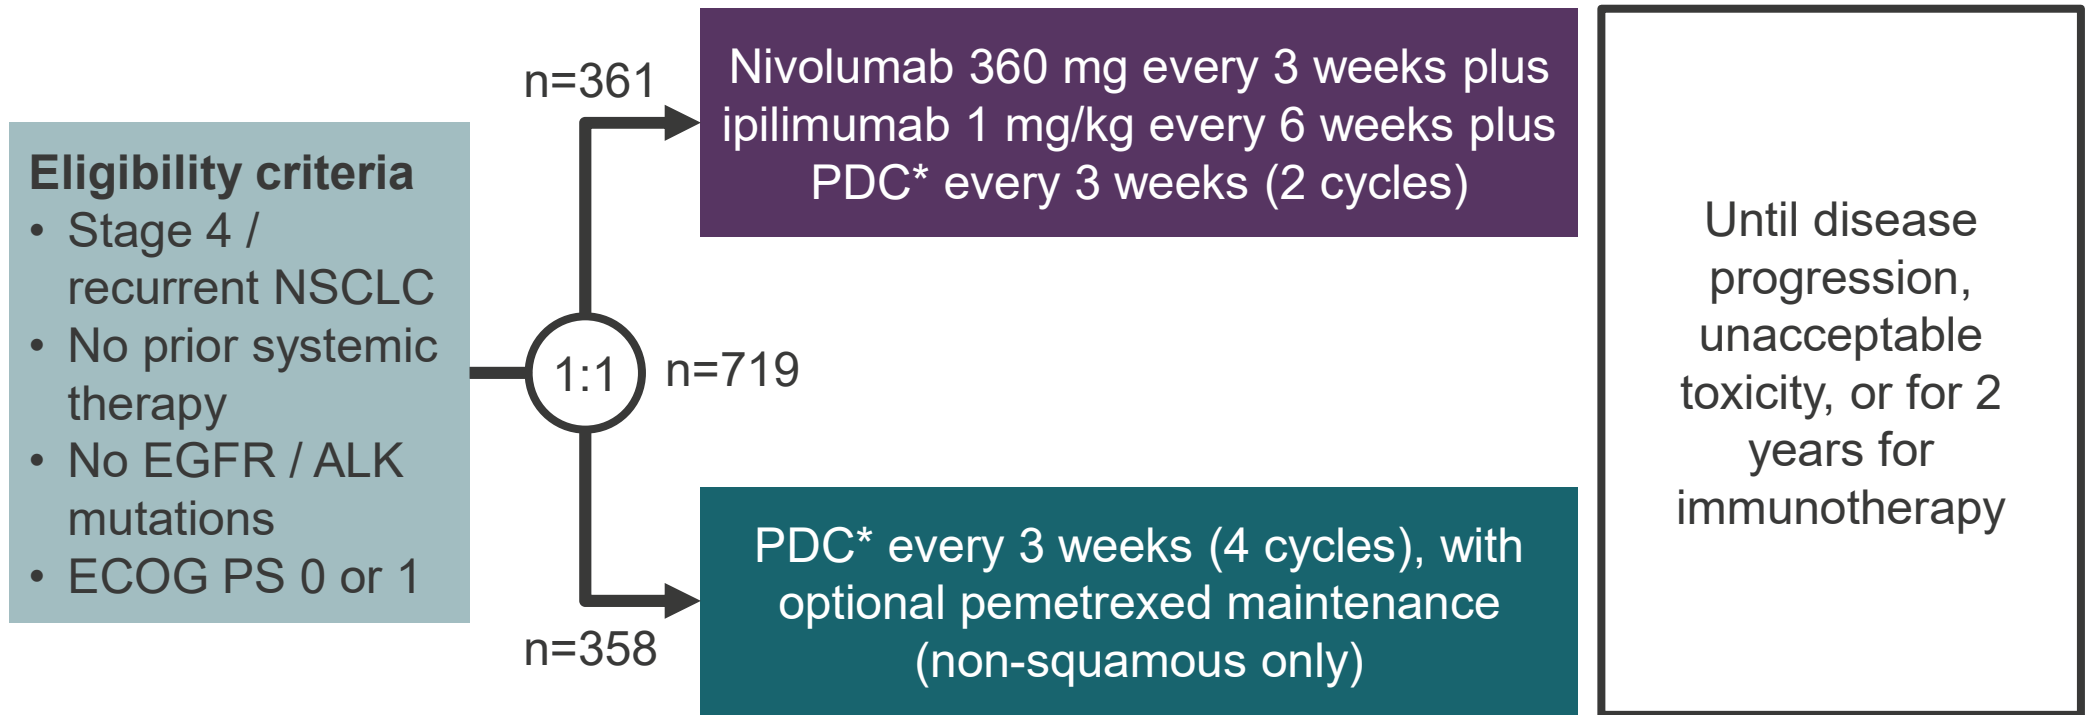 Eligibility criteria
• Stage 4 /
recurrent NSCLC
• No prior systemic
therapy
• No EGFR / ALK
mutations
• ECOG PS 0 or 1
1:1
n=719
n=361
Nivolumab 360 mg every 3 weeks plus
ipilimumab 1 mg/kg every 6 weeks plus
PDC* every 3 weeks (2 cycles)
n=358
PDC* every 3 weeks (4 cycles), with
optional pemetrexed maintenance
(non-squamous only)
Until disease
progression,
unacceptable
toxicity, or for 2
years for
immunotherapy